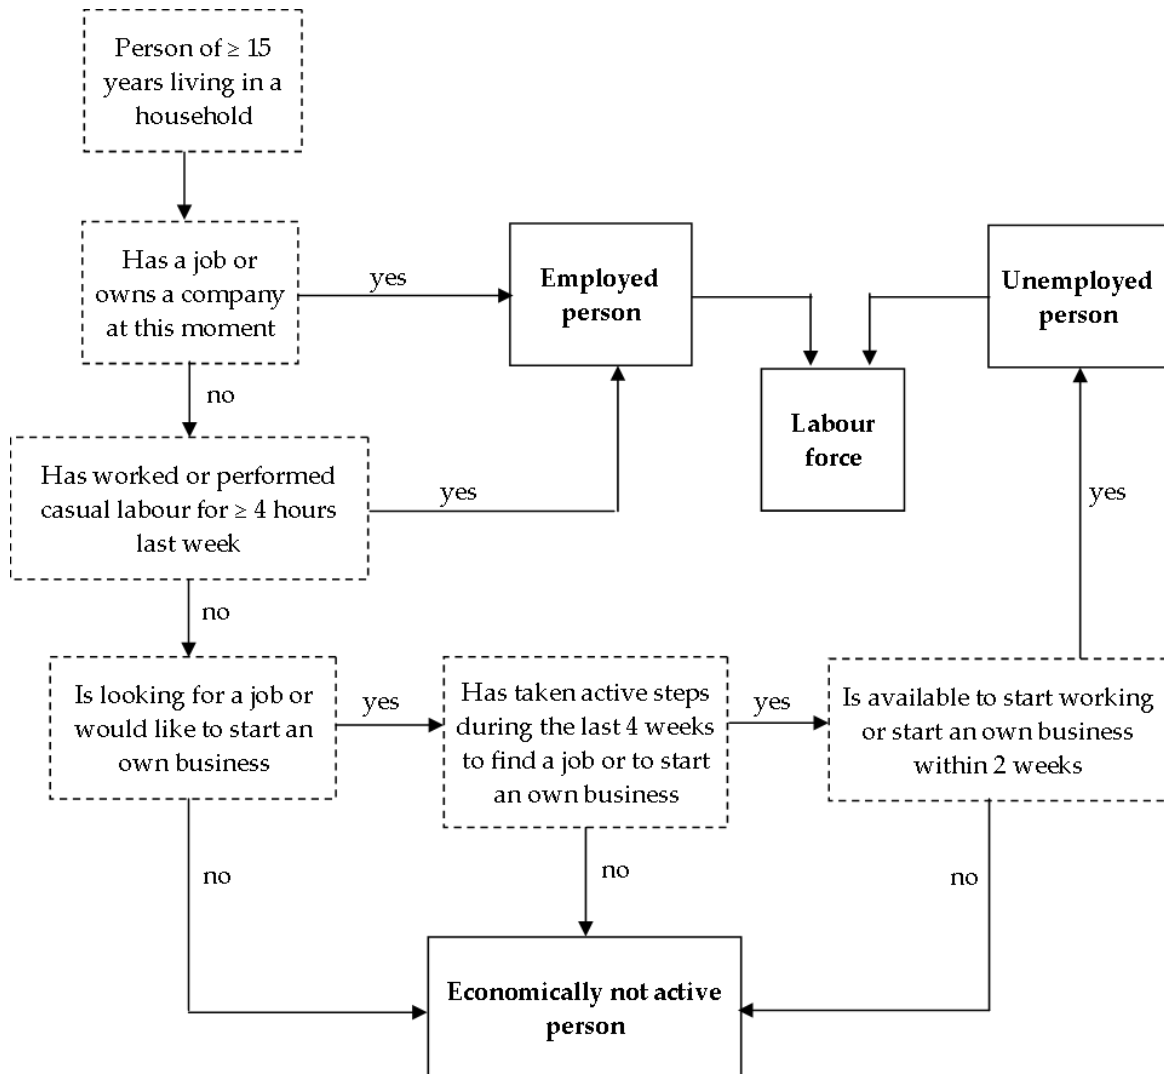 Person of ≥ 15
years living in a
household
Has a job or
owns a company
at this moment
yes
Employed
person
Unemployed
person
no
Labour
force
Has worked or performed
casual labour for ≥ 4 hours
last week
yes
yes
no
Is looking for a job or
would like to start an
own business
yes
Has taken active steps
during the last 4 weeks
to find a job or to start
an own business
yes
Is available to start working
or start an own business
within 2 weeks
no
no
no
Economically not active
person